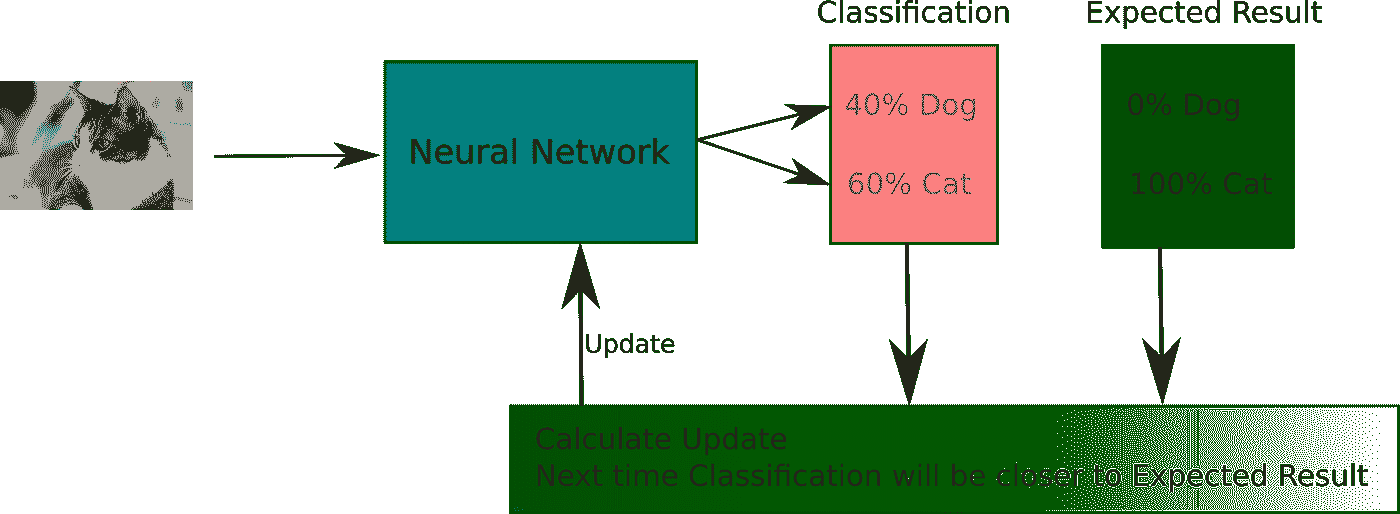 Classification
Expected Result
40% Dog
0% Dog
Neural Network
60% Cat
100% Cat
Update
Calculate Update
Next time Classification will be closer to Expected Result